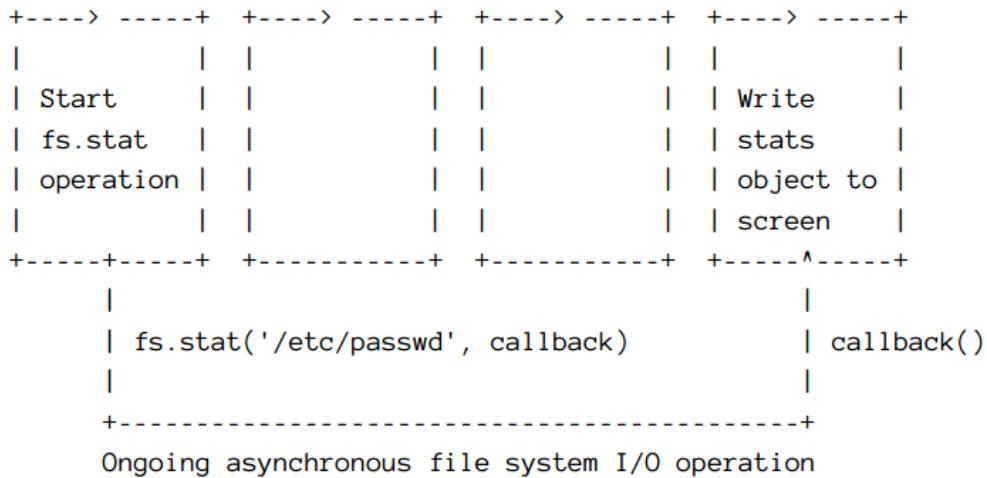 Start
fs.stat
operation
Write
stats
object to
screen
fs.stat('/etc/passwd', callback)
callback()
Ongoing asynchronous file system I/O operation